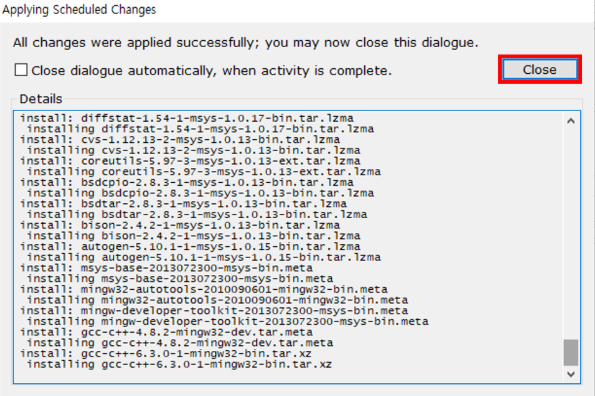 Applying Scheduled Changes
All changes were applied successfully; you may now close this dialogue.
Close dialogue automatically, when activity is complete.
Close
Details
install: diffstat-1.54-1-msys-1.0.17-bin.tar.lzma
installing diffstat-1.54-1-msys-1.0.17-bin.tar.lzma
install: cvs-1.12.13-2-msys-1.0.13-bin.tar.lzma
installing cvs-1.12.13-2-msys-1.0.13-bin.tar.lzma
install: coreutils-5.97-3-msys-1.0.13-ext.tar.lzma
installing coreutils-5.97-3-msys-1.0.13-ext.tar.lzma
install: bsdcpio-2.8.3-1-msys-1.0.13-bin.tar.lzma
installing bsdcpio-2.8.3-1-msys-1.0.13-bin.tar.lzma
install: bsdtar-2.8.3-1-msys-1.0.13-bin.tar.lzma
installing bsdtar-2.8.3-1-msys-1.0.13-bin.tar.lzma
install: bison-2.4.2-1-msys-1.0.13-bin.tar.lzma
installing bison-2.4.2-1-msys-1.0.13-bin.tar.lzma
install: autogen-5.10.1-1-msys-1.0.15-bin.tar.lzma
installing autogen-5.10.1-1-msys-1.0.15-bin.tar.lzma
install: msys-base-2013072300-msys-bin.meta
installing msys-base-2013072300-msys-bin.meta
install: mingw32-autotools-2010090601-mingw32-bin.meta
installing mingw32-autotools-2010090601-mingw32-bin.meta
install: mingw-developer-toolkit-2013072300-msys-bin.meta
installing mingw-developer-toolkit-2013072300-msys-bin.meta
install: gcc-c++-4.8.2-mingw32-dev.tar.meta
installing gcc-c++-4.8.2-mingw32-dev.tar.meta
install: gcc-c++-6.3.0-1-mingw32-bin.tar.xz
installing gcc-c++-6.3.0-1-mingw32-bin.tar.xz